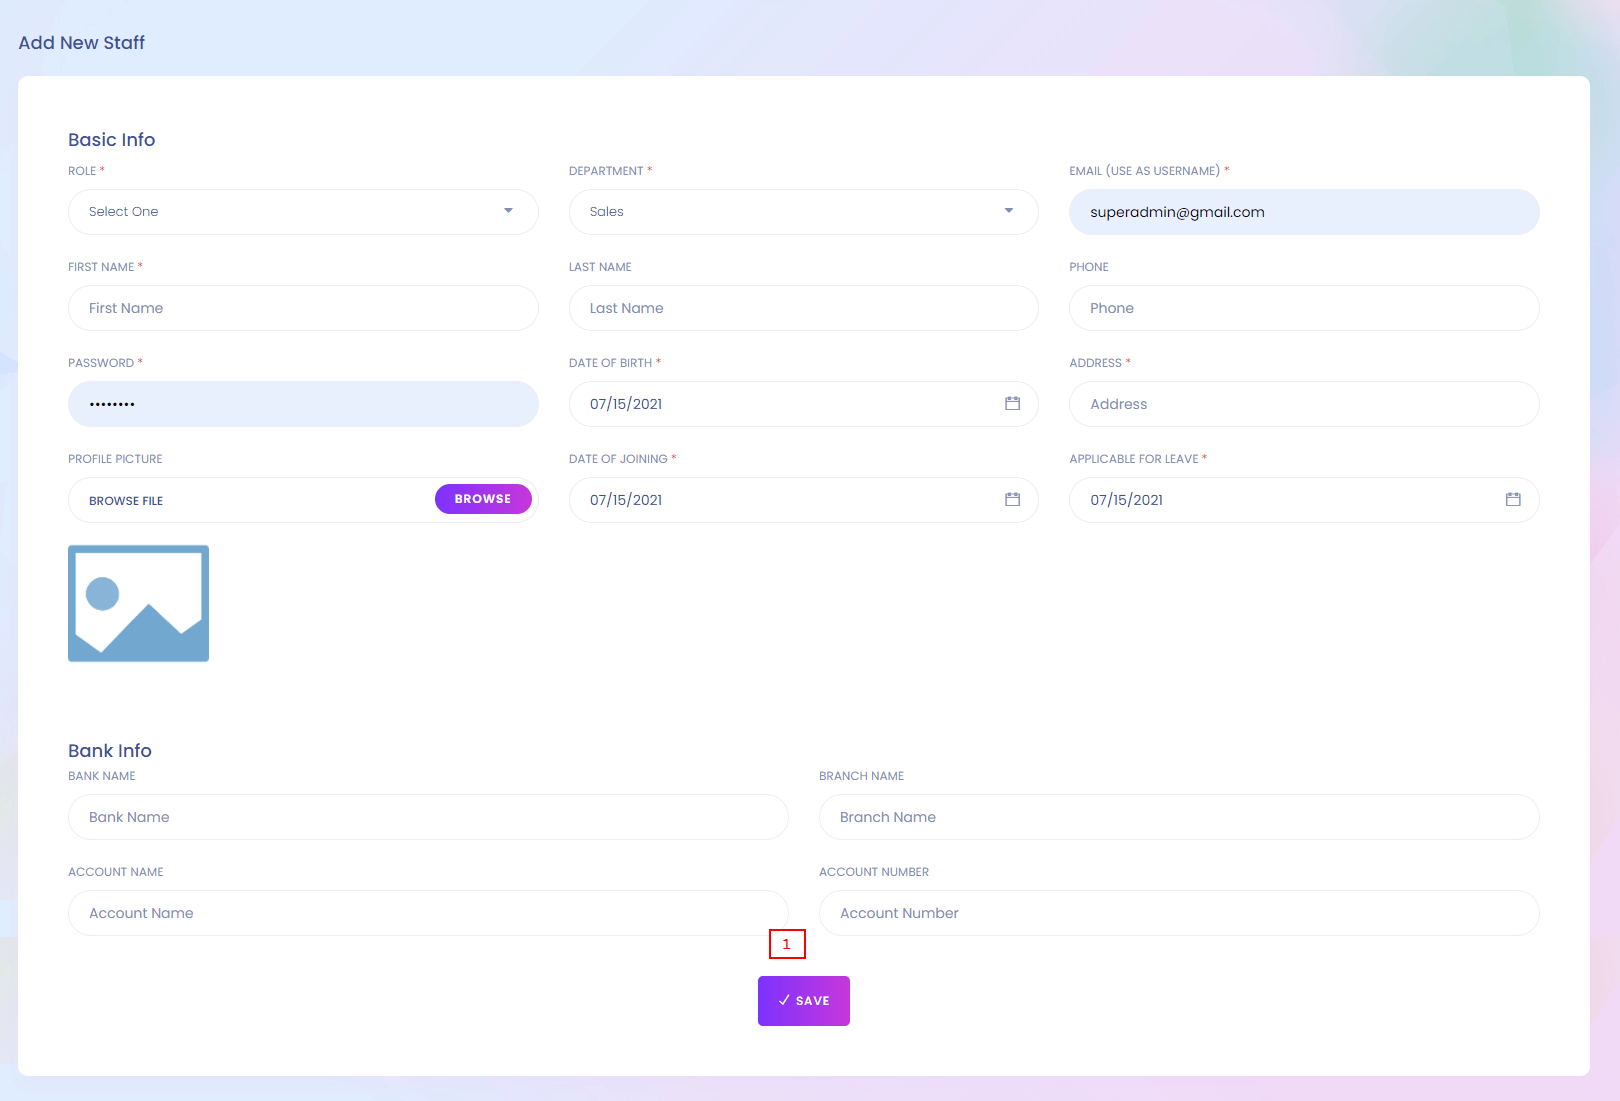 Add New Staff
Basic Info
ROLE *
DEPARTMENT *
EMAIL (USE AS USERNAME) *
Select One
Sales
superadmin@gmail.com
FIRST NAME *
LAST NAME
PHONE
First Name
Last Name
Phone
PASSWORD *
DATE OF BIRTH *
ADDRESS *
••••••••
07/15/2021
Address
PROFILE PICTURE
DATE OF JOINING *
APPLICABLE FOR LEAVE *
BROWSE FILE
BROWSE
07/15/2021
07/15/2021
Bank Info
BANK NAME
BRANCH NAME
Bank Name
Branch Name
ACCOUNT NAME
ACCOUNT NUMBER
Account Name
Account Number
1
SAVE